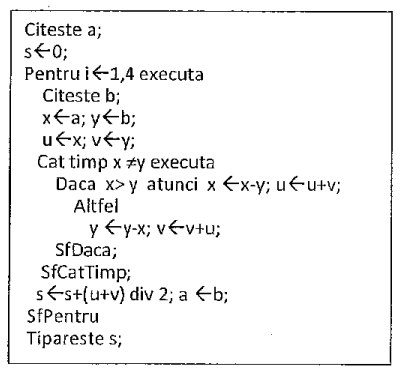 Citeste a;
s←0;
Pentru i←1,4 executa
Citeste b;
x←a; y←b;
u←x; v←y;
Cat timp x ≠y executa
Daca x> y atunci x ←x-y; u←u+v;
Altfel
y ←y-x; v←v+u;
SfDaca;
SfCatTimp;
s←s+(u+v) div 2; a ←b;
SfPentru
Tipareste s;